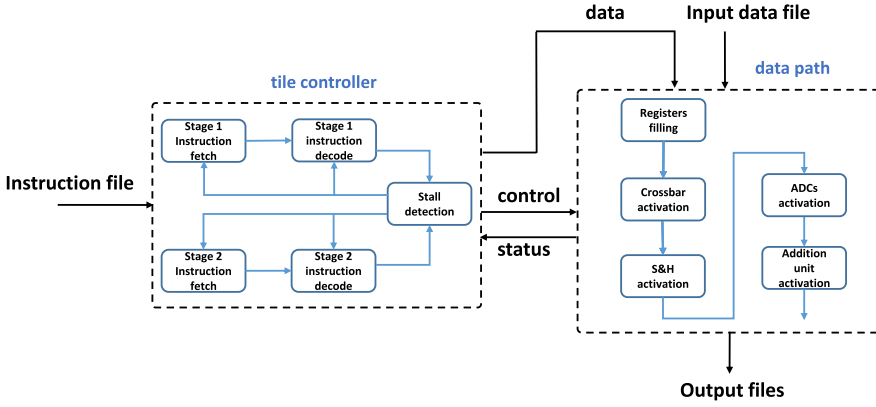 data
Input data file
tile controller
data path
Stage 1
Instruction
fetch
Stage 1
instruction
decode
Registers
filling
Instruction file
Stall
detection
control
status
Crossbar
activation
ADCs
activation
Stage 2
Instruction
fetch
Stage 2
instruction
decode
S&H
activation
Addition
unit
activation
Output files